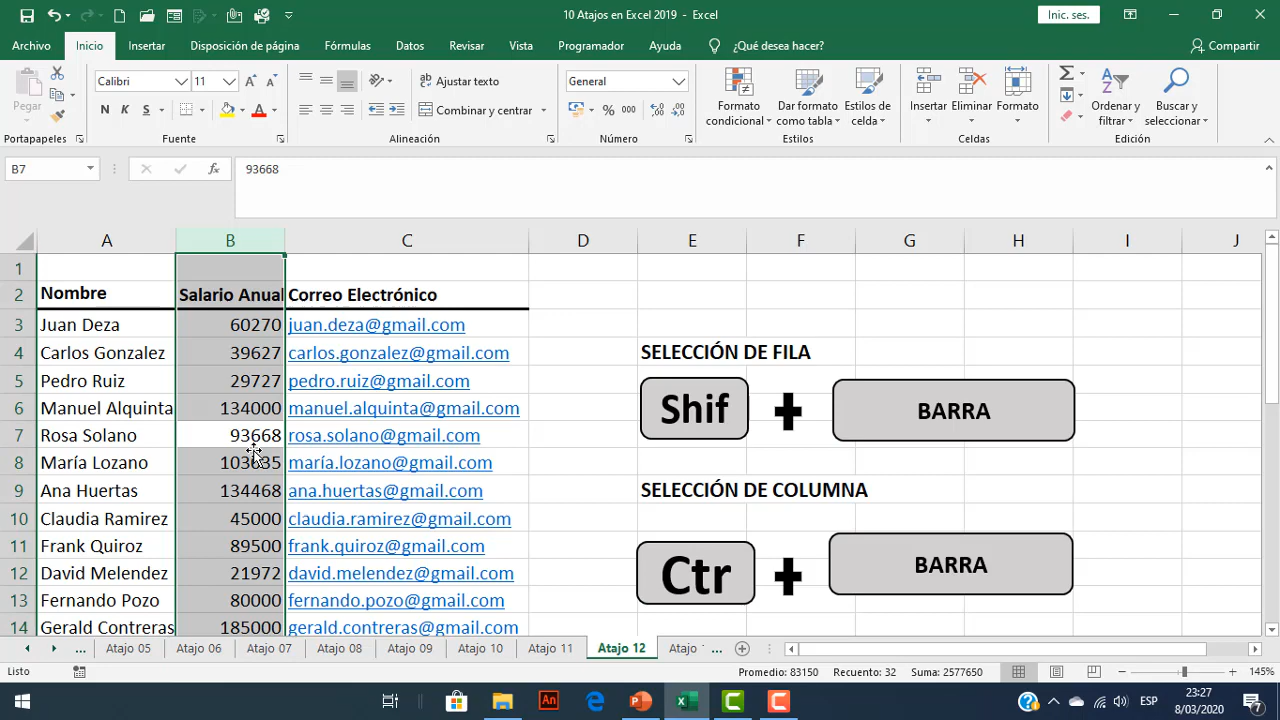 10 Atajos en Excel 2019 - Excel
Inic. ses.
Archivo Inicio Insertar Disposición de página Fórmulas Datos Revisar Vista Programador Ayuda ¿Qué desea hacer? Compartir
Pegar
Calibri 11
N K S
Ajustar texto
Combinar y centrar
General
% 000
Formato condicional
Dar formato como tabla
Estilos de celda
Insertar Eliminar Formato
Ordenar y filtrar
Buscar y seleccionar
Portapapeles Fuente Alineación Número Estilos Celdas Edición
B7 fx 93668
A B C D E F G H I J
1
2 Nombre Salario Anual Correo Electrónico
3 Juan Deza 60270 juan.deza@gmail.com
4 Carlos Gonzalez 39627 carlos.gonzalez@gmail.com
SELECCIÓN DE FILA
5 Pedro Ruiz 29727 pedro.ruiz@gmail.com
6 Manuel Alquinta 134000 manuel.alquinta@gmail.com
Shif + BARRA
7 Rosa Solano 93668 rosa.solano@gmail.com
8 María Lozano maría.lozano@gmail.com
9 Ana Huertas 134468 ana.huertas@gmail.com
SELECCIÓN DE COLUMNA
10 Claudia Ramirez 45000 claudia.ramirez@gmail.com
11 Frank Quiroz 89500 frank.quiroz@gmail.com
12 David Melendez 21972 david.melendez@gmail.com
Ctr + BARRA
13 Fernando Pozo 80000 fernando.pozo@gmail.com
14 Gerald Contreras 185000 gerald.contreras@gmail.com
... Atajo 05 Atajo 06 Atajo 07 Atajo 08 Atajo 09 Atajo 10 Atajo 11 Atajo 12 Atajo ...
Listo Promedio: 83150 Recuento: 32 Suma: 2577650 145%
An
ESP
23:27
8/03/2020
7